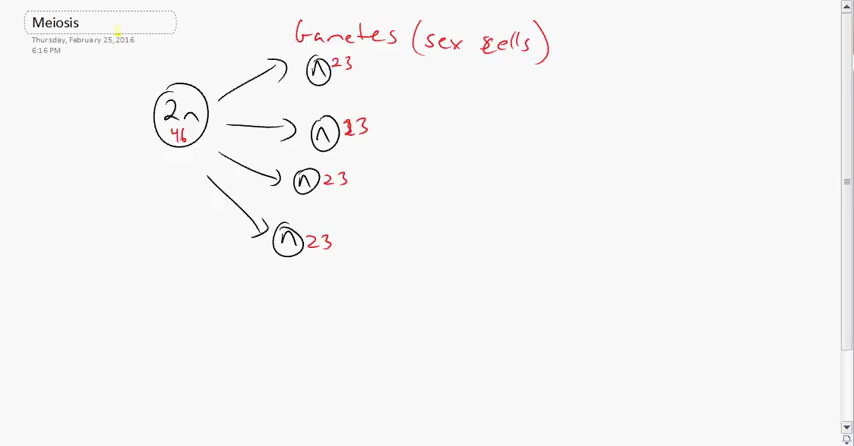 Meiosis
Thursday, February 25, 2016
6:16 PM
Gametes (sex cells)
2n
46
n 23
n 23
n 23
n 23